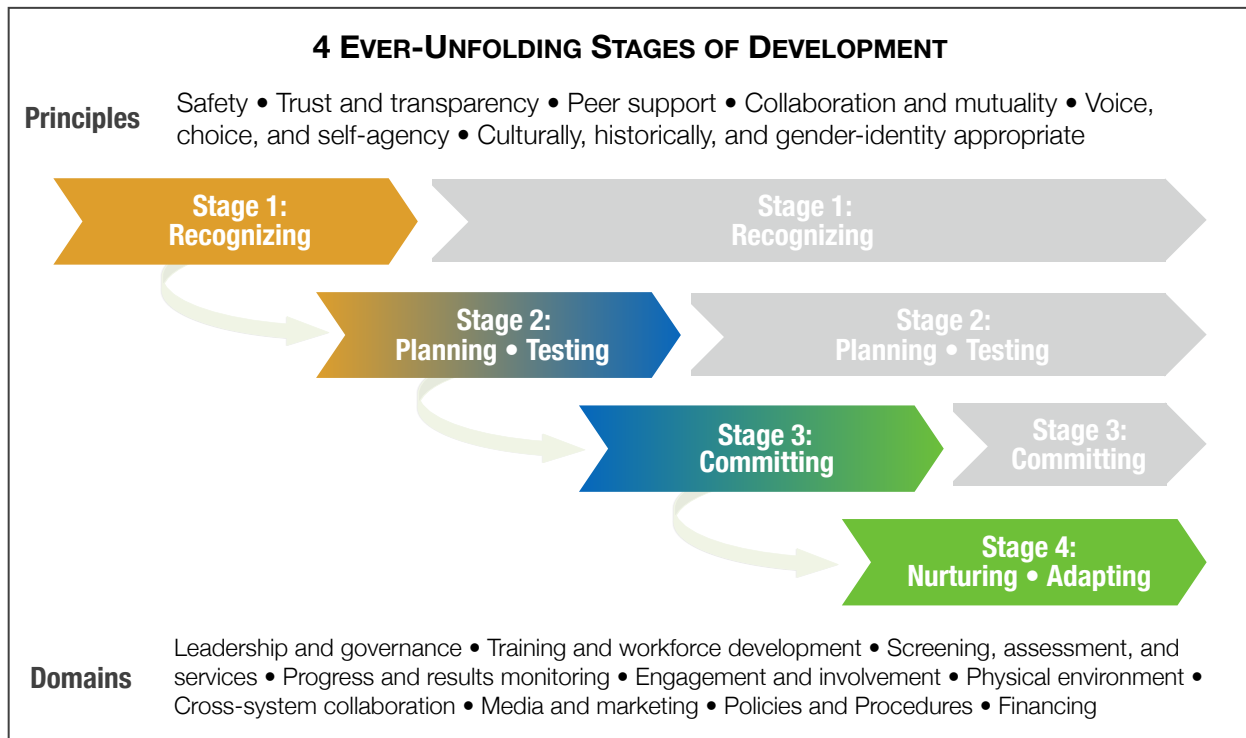 4 EVER-UNFOLDING STAGES OF DEVELOPMENT
Principles
Safety • Trust and transparency • Peer support • Collaboration and mutuality • Voice,
choice, and self-agency • Culturally, historically, and gender-identity appropriate
Stage 1:
Recognizing
Stage 1:
Recognizing
Stage 2:
Planning • Testing
Stage 2:
Planning • Testing
Stage 3:
Committing
Stage 3:
Committing
Stage 4:
Nurturing • Adapting
Domains
Leadership and governance • Training and workforce development • Screening, assessment, and
services • Progress and results monitoring • Engagement and involvement • Physical environment •
Cross-system collaboration • Media and marketing • Policies and Procedures • Financing